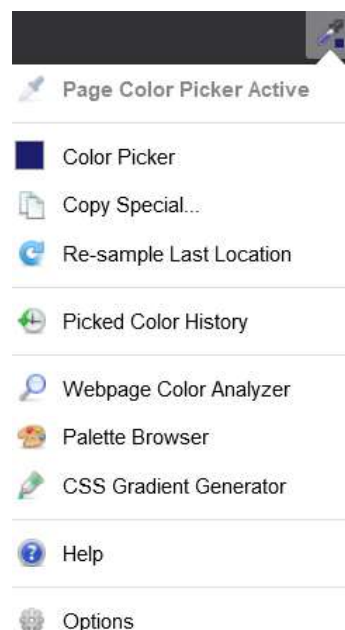 Page Color Picker Active
Color Picker
Copy Special...
Re-sample Last Location
Picked Color History
Webpage Color Analyzer
Palette Browser
CSS Gradient Generator
Help
Options